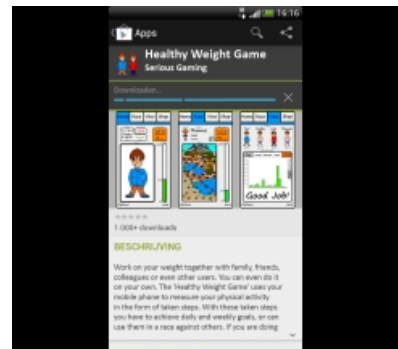 16:16
Apps
Healthy Weight Game
Serious Gaming
Downloaden...
Good Job!
1.000+ downloads
BESCHRIJVING
Work on your weight together with family, friends,
colleagues or even other users. You can even do it
on your own. The 'Healthy Weight Game' uses your
mobile phone to measure your physical activity
in the form of taken steps. With these taken steps
you have to achieve daily and weekly goals, or can
use them in a race against others. If you are doing